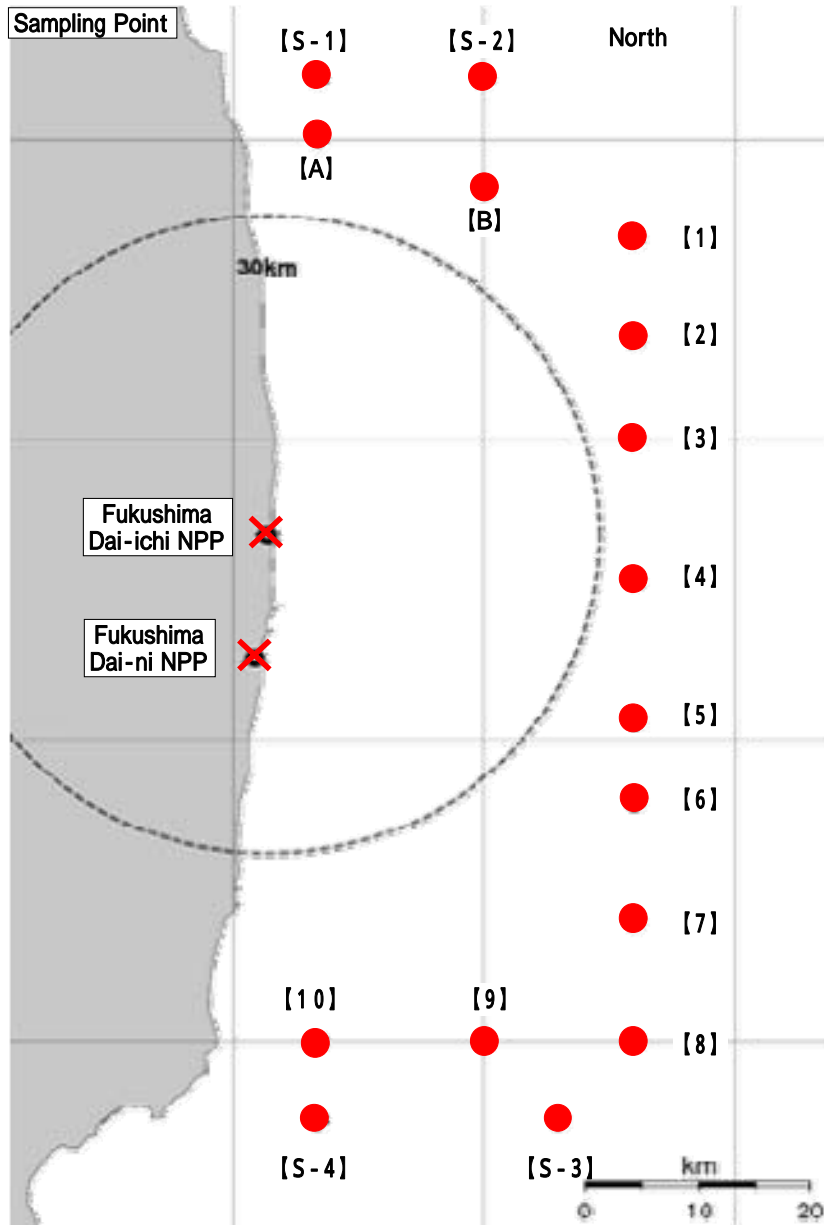 Sampling Point
【S-1】
【S-2】
North
【A】
【B】
【1】
30km
【2】
【3】
Fukushima
Dai-ichi NPP
【4】
Fukushima
Dai-ni NPP
【5】
【6】
【7】
【10】
【9】
【8】
【S-4】
【S-3】
km
0 10 20